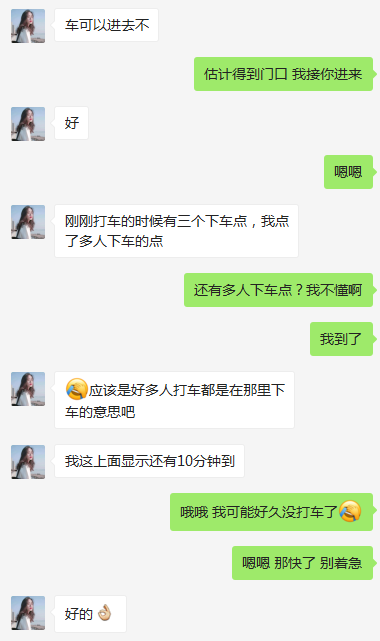 车可以进去不
估计得到门口 我接你进来
好
嗯嗯
刚刚打车的时候有三个下车点，我点
了多人下车的点
还有多人下车点？我不懂啊
我到了
🤣应该是好多人打车都是在那里下
车的意思吧
我这上面显示还有10分钟到
哦哦 我可能好久没打车了🤣
嗯嗯 那快了 别着急
好的👌🏻